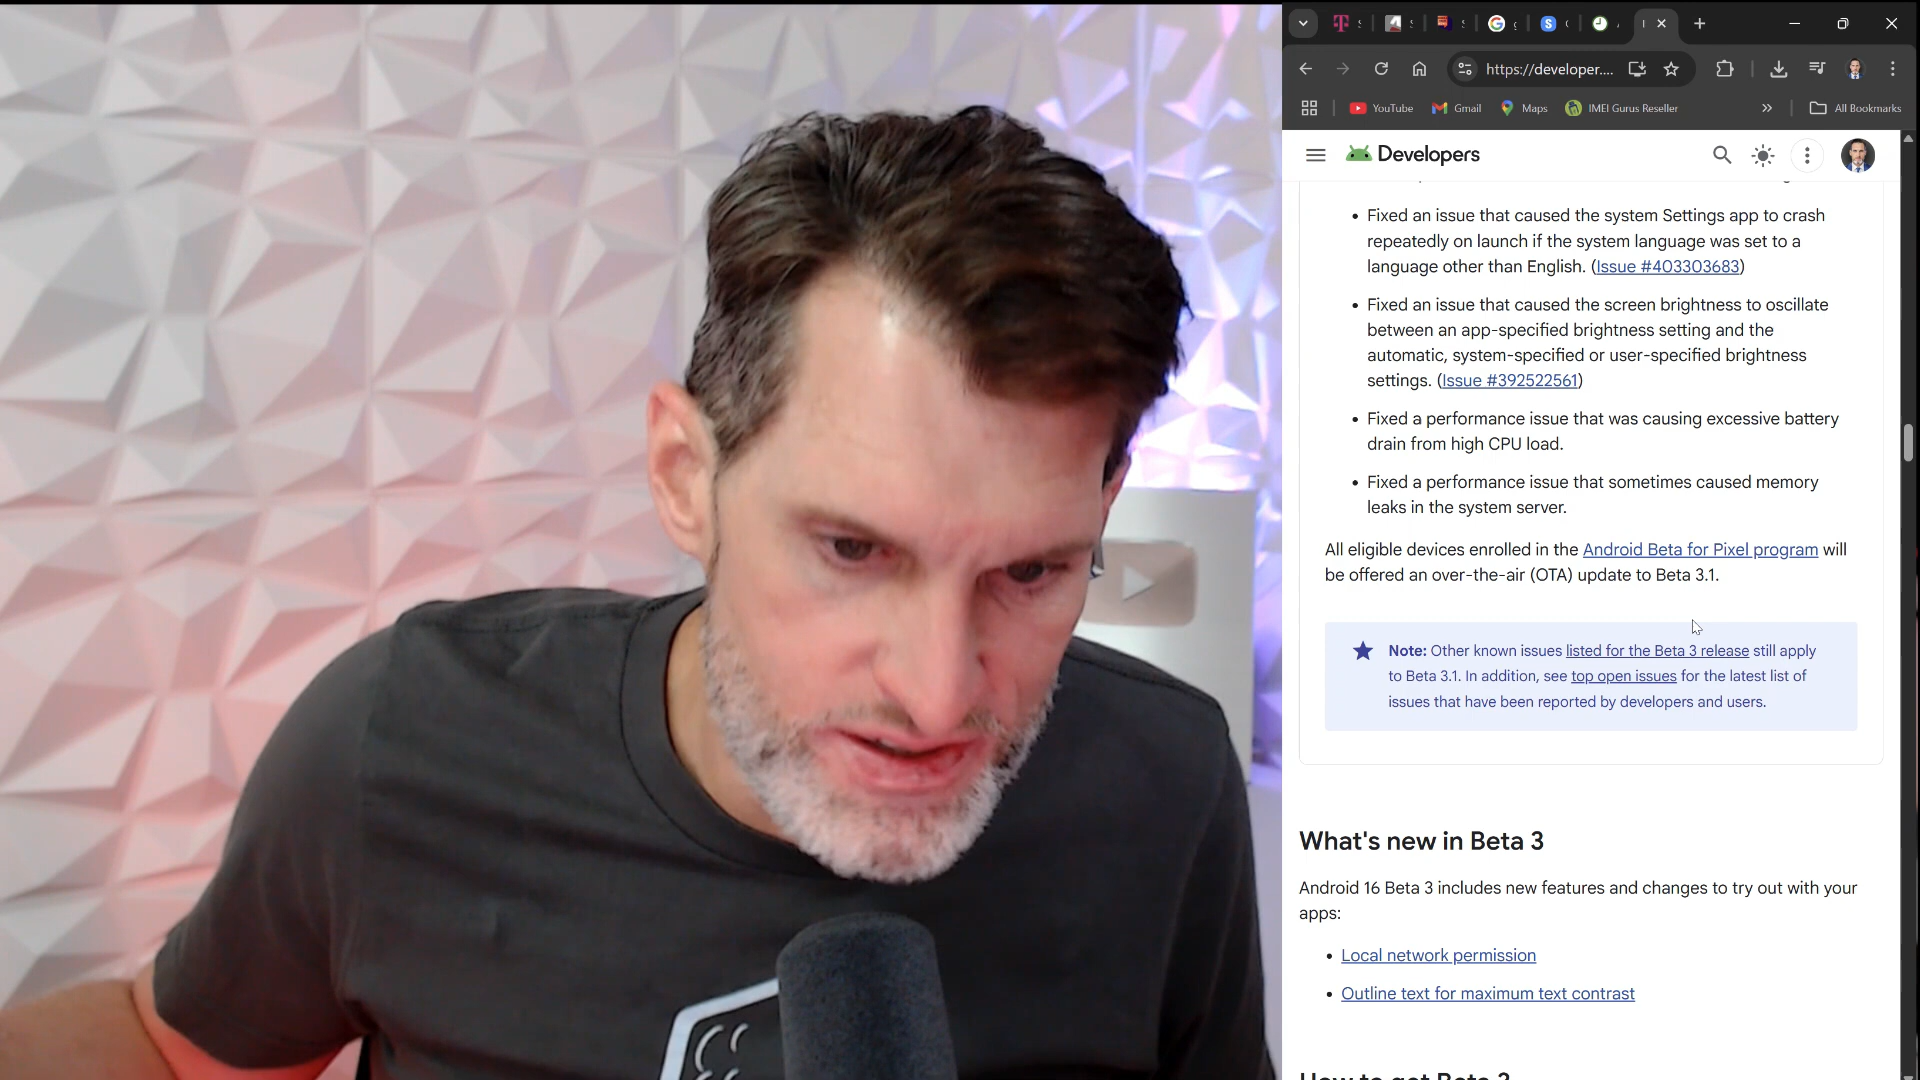 https://developer....
YouTube
Gmail
Maps
IMEI Gurus Reseller
»
All Bookmarks
Developers
• Fixed an issue that caused the system Settings app to crash
repeatedly on launch if the system language was set to a
language other than English. (Issue #403303683)
• Fixed an issue that caused the screen brightness to oscillate
between an app-specified brightness setting and the
automatic, system-specified or user-specified brightness
settings. (Issue #392522561)
• Fixed a performance issue that was causing excessive battery
drain from high CPU load.
• Fixed a performance issue that sometimes caused memory
leaks in the system server.
All eligible devices enrolled in the Android Beta for Pixel program will
be offered an over-the-air (OTA) update to Beta 3.1.
Note: Other known issues listed for the Beta 3 release still apply
to Beta 3.1. In addition, see top open issues for the latest list of
issues that have been reported by developers and users.
What's new in Beta 3
Android 16 Beta 3 includes new features and changes to try out with your
apps:
• Local network permission
• Outline text for maximum text contrast
How to get Beta 3